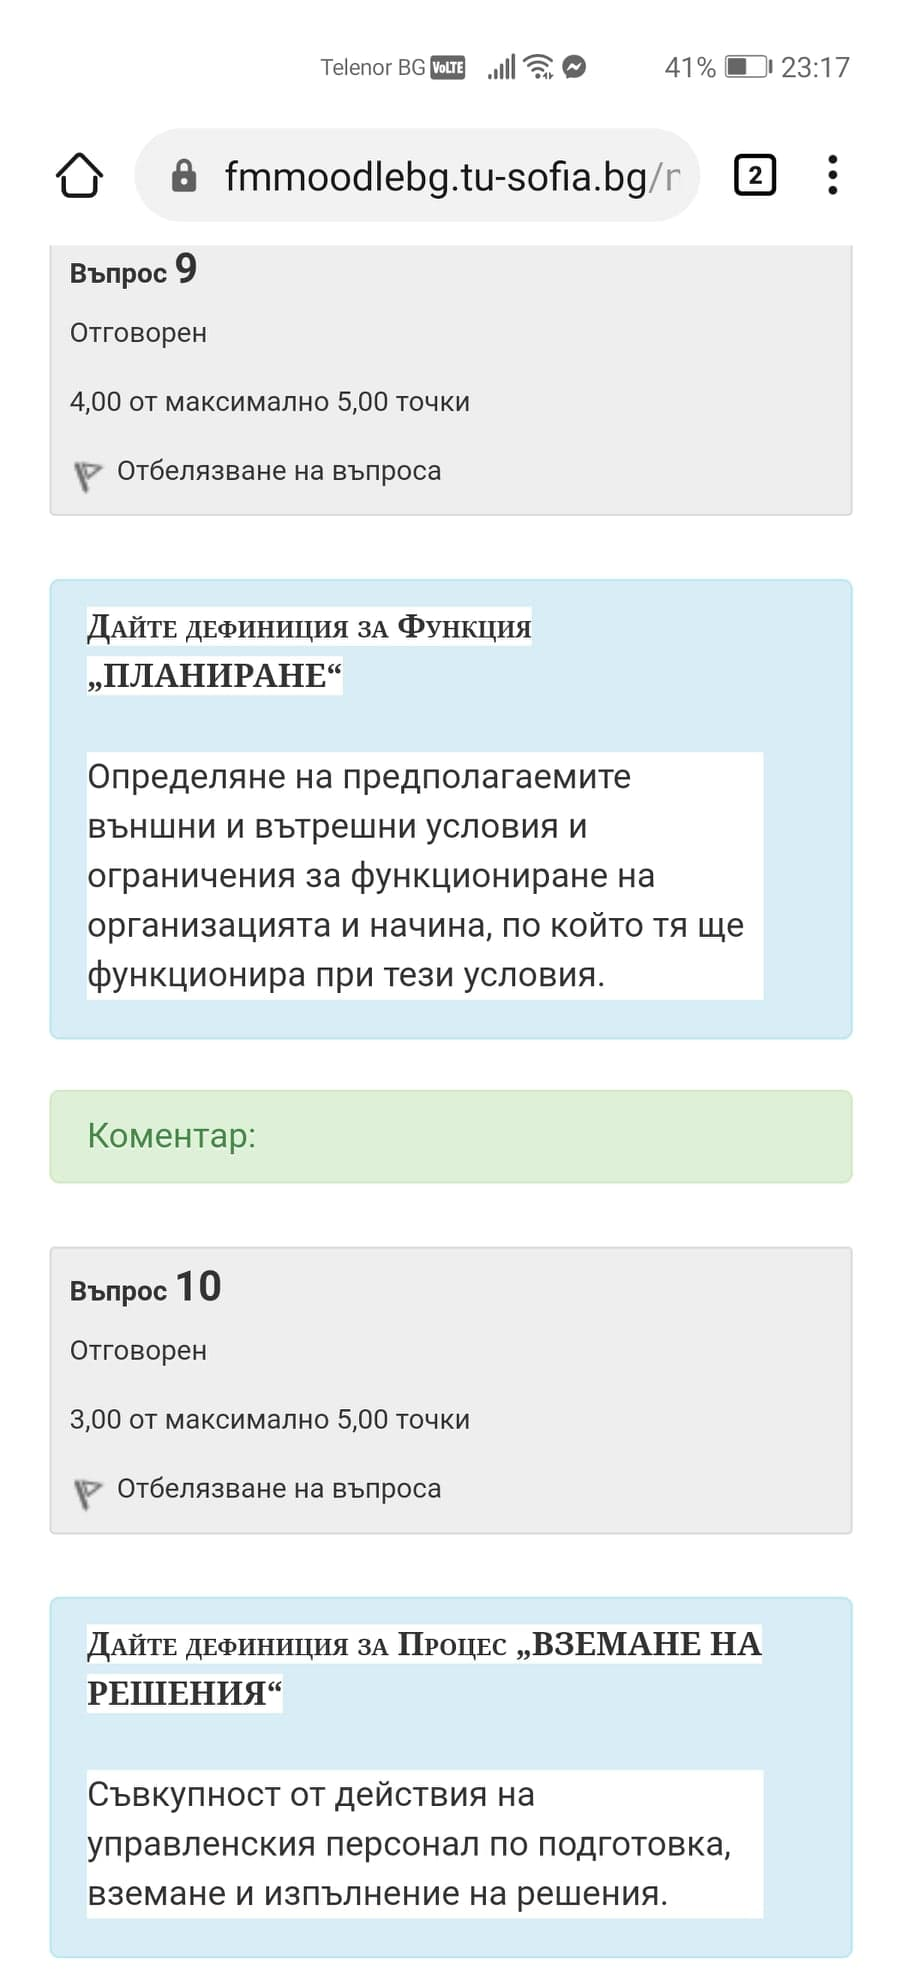 Telenor BG VoLTE 41% 23:17
fmmoodlebg.tu-sofia.bg/ 2
Въпрос 9
Отговорен
4,00 от максимално 5,00 точки
Отбелязване на въпроса
Дайте дефиниция за Функция
„ПЛАНИРАНЕ“
Определяне на предполагаемите
външни и вътрешни условия и
ограничения за функциониране на
организацията и начина, по който тя ще
функционира при тези условия.
Коментар:
Въпрос 10
Отговорен
3,00 от максимално 5,00 точки
Отбелязване на въпроса
Дайте дефиниция за Процес „ВЗЕМАНЕ НА
РЕШЕНИЯ“
Съвкупност от действия на
управленския персонал по подготовка,
вземане и изпълнение на решения.